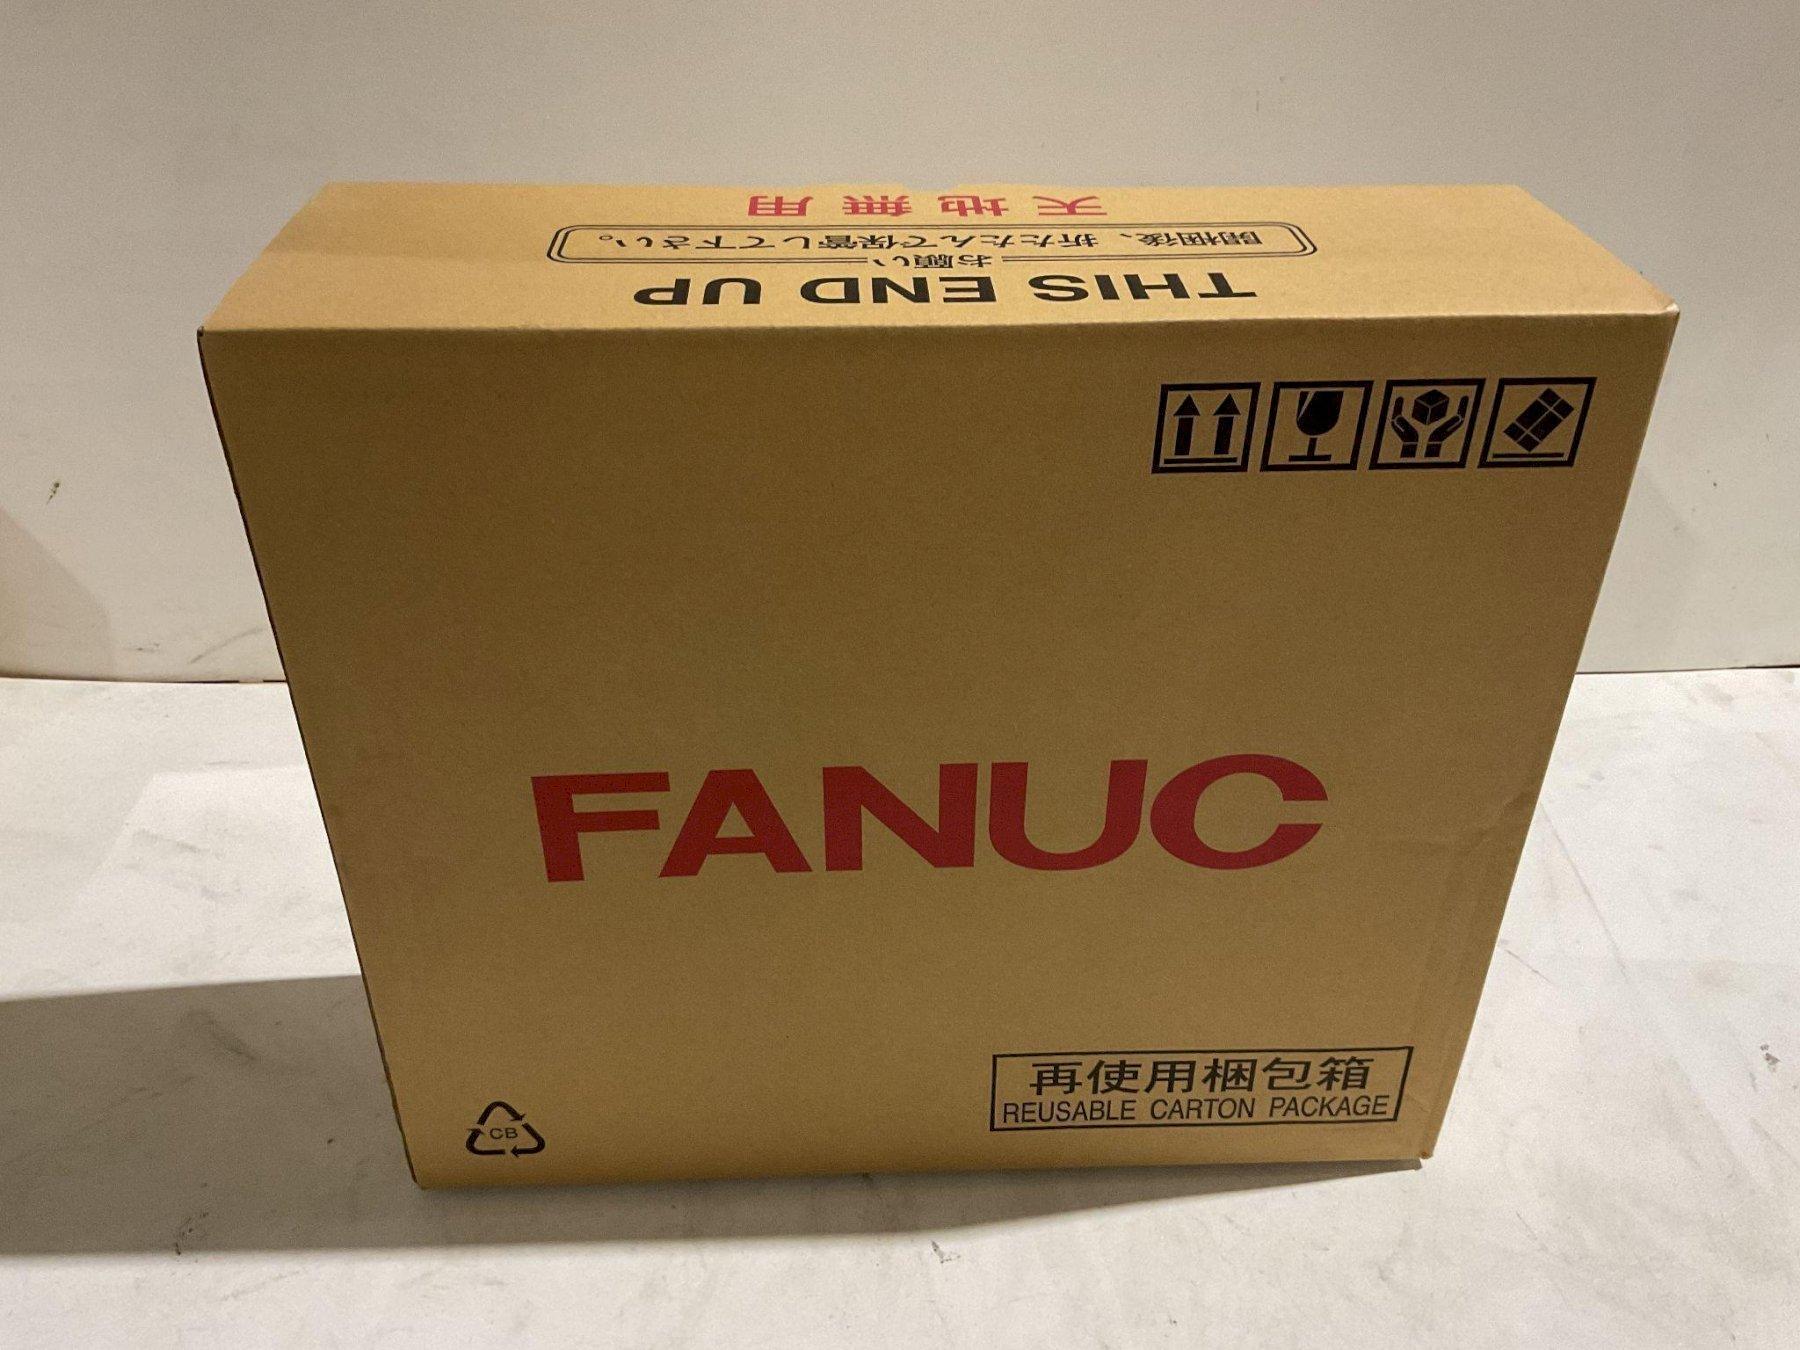 天地無用
開梱後、折たたんで保管して下さい。
お願い
THIS END UP
FANUC
再使用梱包箱
REUSABLE CARTON PACKAGE
CB